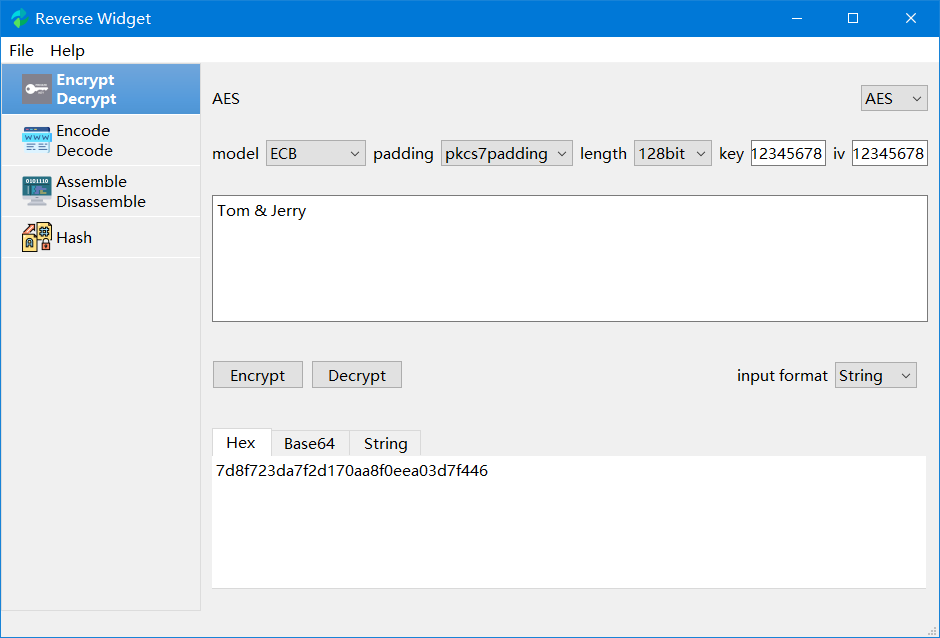 Reverse Widget
File Help
Encrypt
Decrypt
Encode
Decode
Assemble
Disassemble
Hash
AES AES
model ECB padding pkcs7padding length 128bit key 12345678 iv 12345678
Tom & Jerry
Encrypt Decrypt input format String
Hex Base64 String
7d8f723da7f2d170aa8f0eea03d7f446